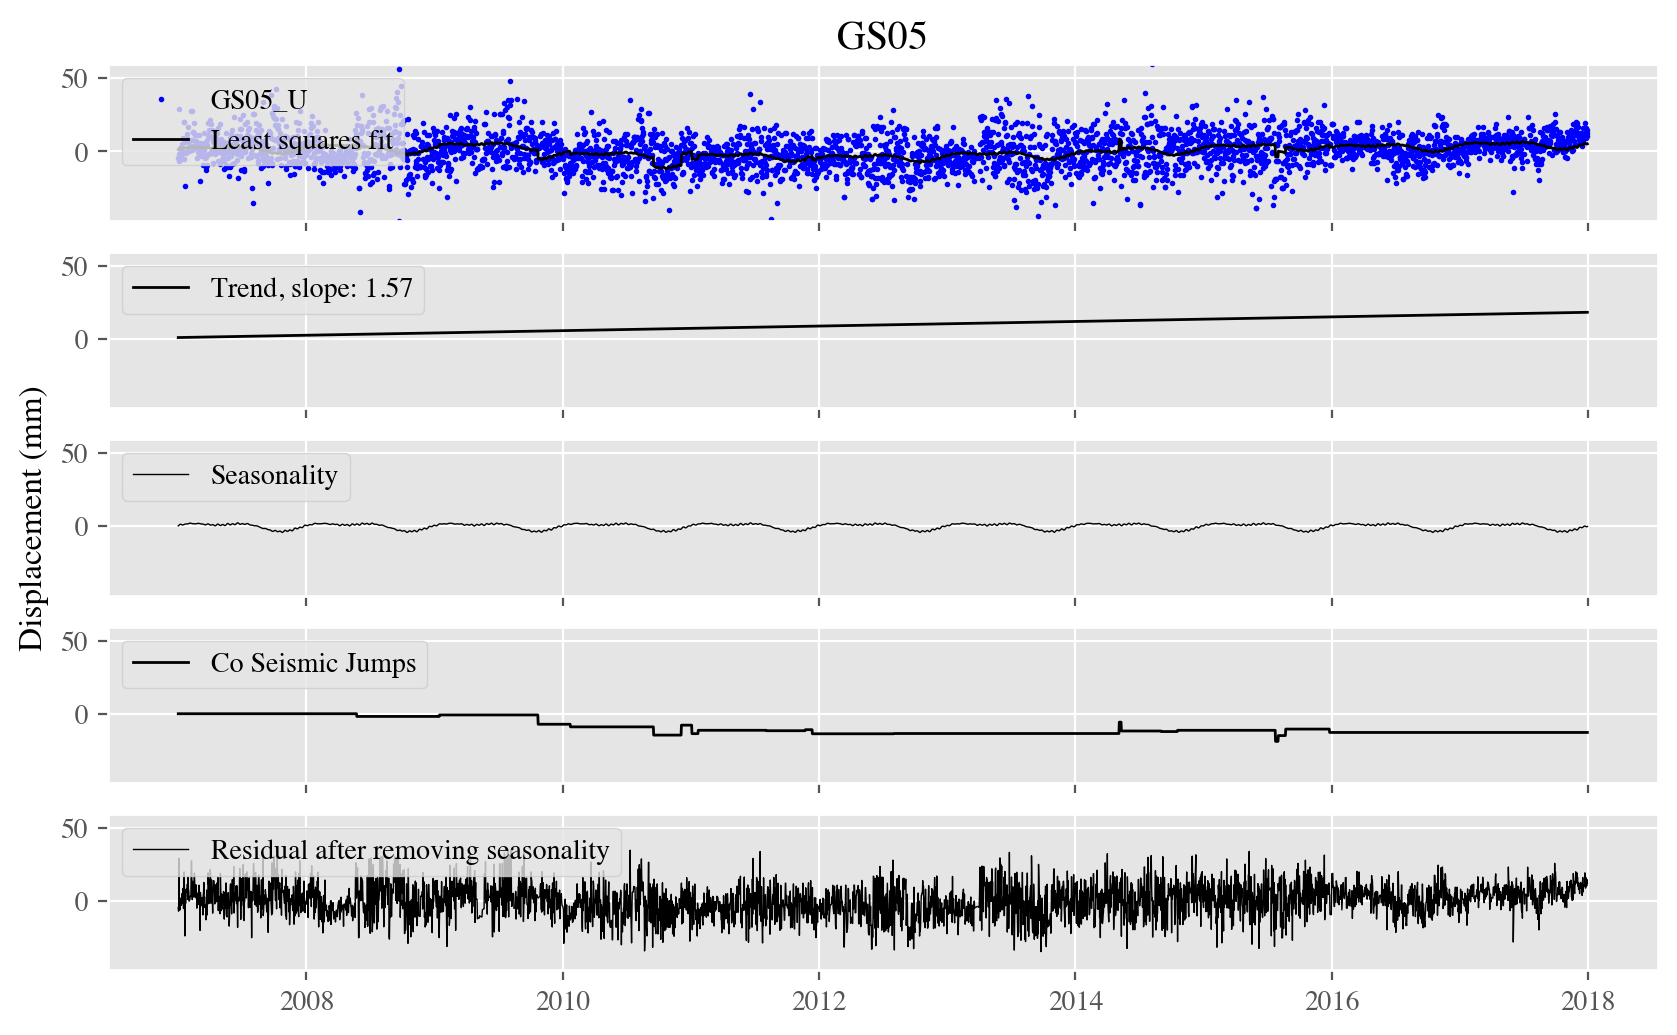 GS05
50
0
GS05_U
Least squares fit
50
0
Trend, slope: 1.57
50
0
Seasonality
Displacement (mm)
50
0
Co Seismic Jumps
50
0
Residual after removing seasonality
2008 2010 2012 2014 2016 2018